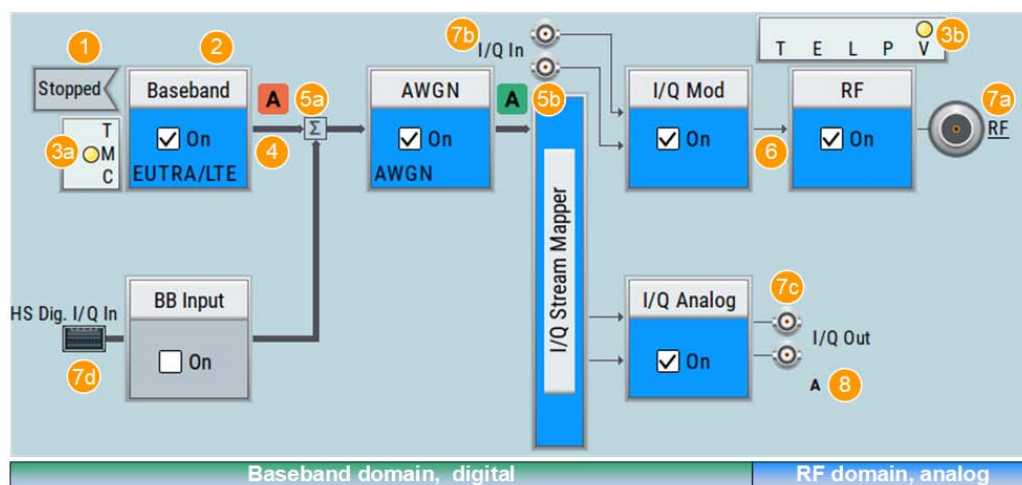 1
2
7b
I/Q In
T E L P V
3b
Stopped
Baseband
A
5a
AWGN
A
5b
I/Q Mod
RF
7a
RF
3a
T
M
C
On
EUTRA/LTE
4
Σ
On
AWGN
On
6
On
I/Q Stream Mapper
HS Dig. I/Q In
7d
BB Input
On
I/Q Analog
On
7c
I/Q Out
A
8
Baseband domain, digital
RF domain, analog